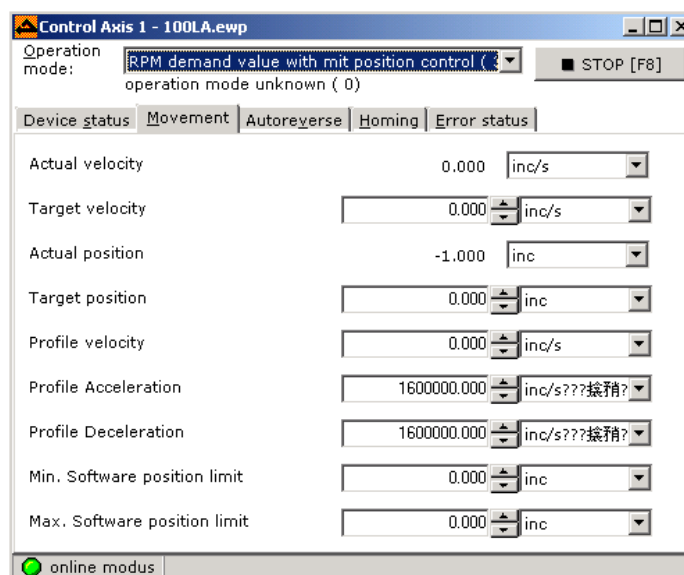 Control Axis 1 - 100LA.ewp
Operation mode: RPM demand value with mit position control ( STOP [F8]
operation mode unknown ( 0)
Device status Movement Autoreverse Homing Error status
Actual velocity 0.000 inc/s
Target velocity 0.000 inc/s
Actual position -1.000 inc
Target position 0.000 inc
Profile velocity 0.000 inc/s
Profile Acceleration 1600000.000 inc/s???
Profile Deceleration 1600000.000 inc/s???
Min. Software position limit 0.000 inc
Max. Software position limit 0.000 inc
online modus